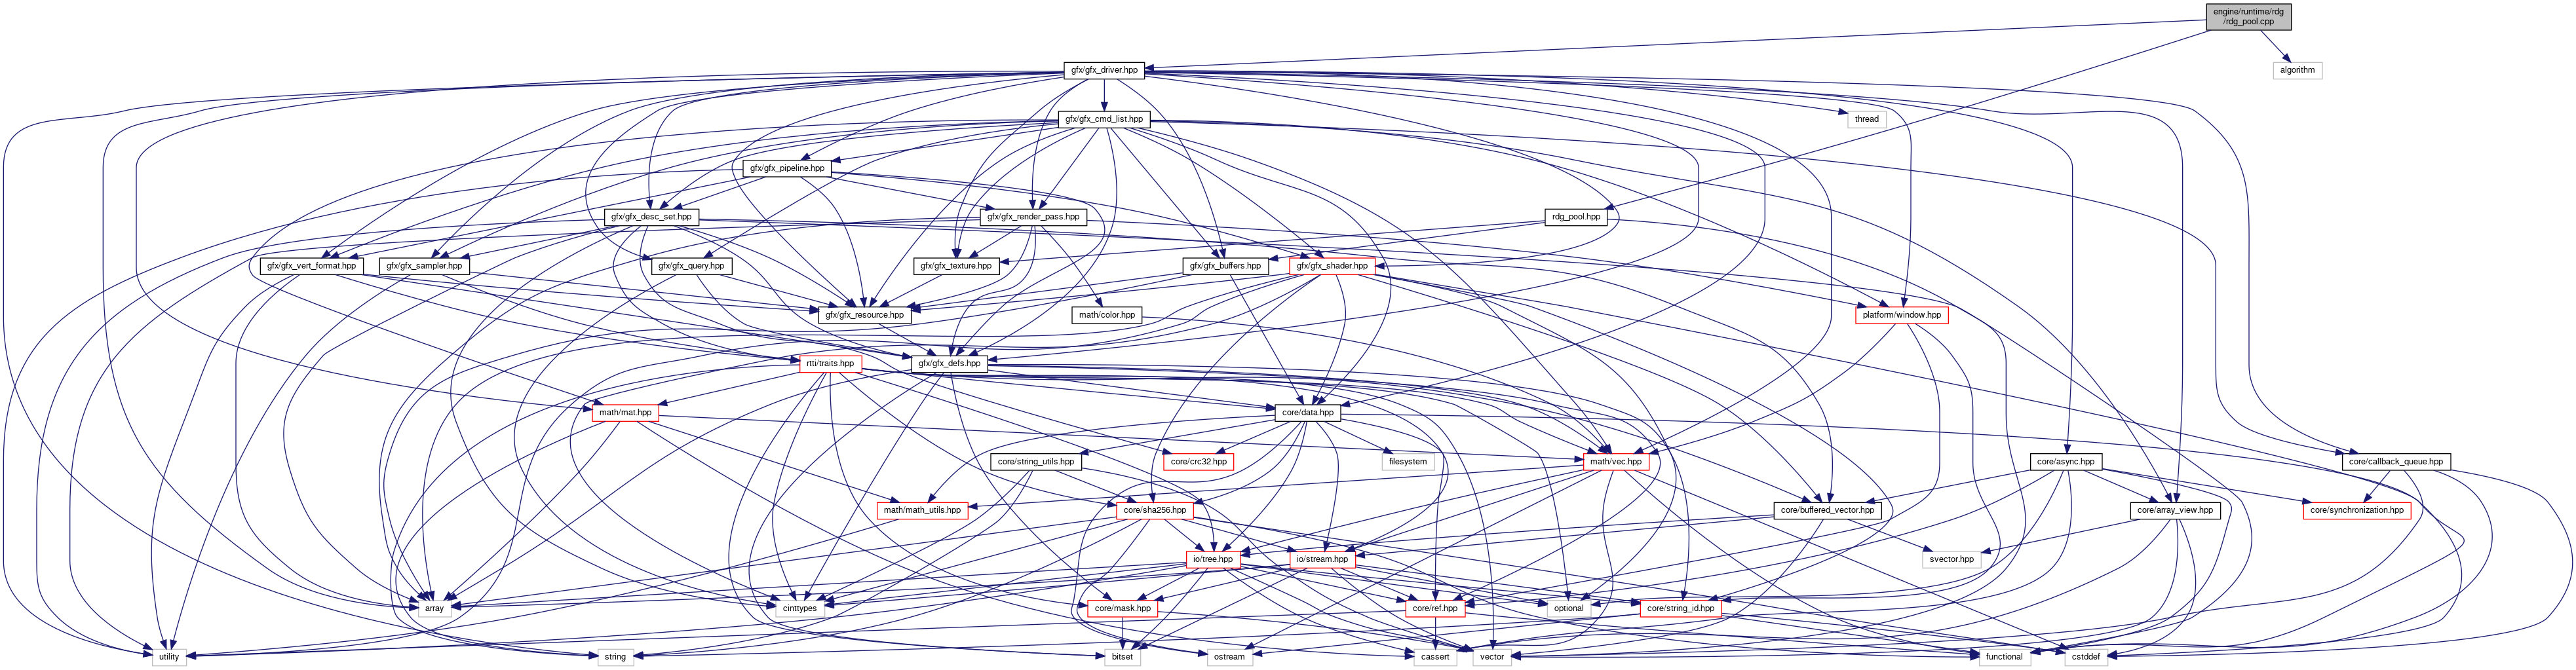 engine/runtime/rdg
/rdg_pool.cpp
gfx/gfx_driver.hpp
algorithm
gfx/gfx_cmd_list.hpp
thread
gfx/gfx_pipeline.hpp
gfx/gfx_desc_set.hpp
gfx/gfx_render_pass.hpp
rdg_pool.hpp
gfx/gfx_vert_format.hpp
gfx/gfx_sampler.hpp
gfx/gfx_query.hpp
gfx/gfx_texture.hpp
gfx/gfx_buffers.hpp
gfx/gfx_shader.hpp
gfx/gfx_resource.hpp
math/color.hpp
platform/window.hpp
rtti/traits.hpp
gfx/gfx_defs.hpp
math/mat.hpp
core/data.hpp
core/string_utils.hpp
core/crc32.hpp
filesystem
math/vec.hpp
core/async.hpp
core/callback_queue.hpp
math/math_utils.hpp
core/sha256.hpp
core/buffered_vector.hpp
core/array_view.hpp
core/synchronization.hpp
io/tree.hpp
io/stream.hpp
svector.hpp
array
cinttypes
core/mask.hpp
core/ref.hpp
optional
core/string_id.hpp
utility
string
bitset
ostream
cassert
vector
functional
cstddef